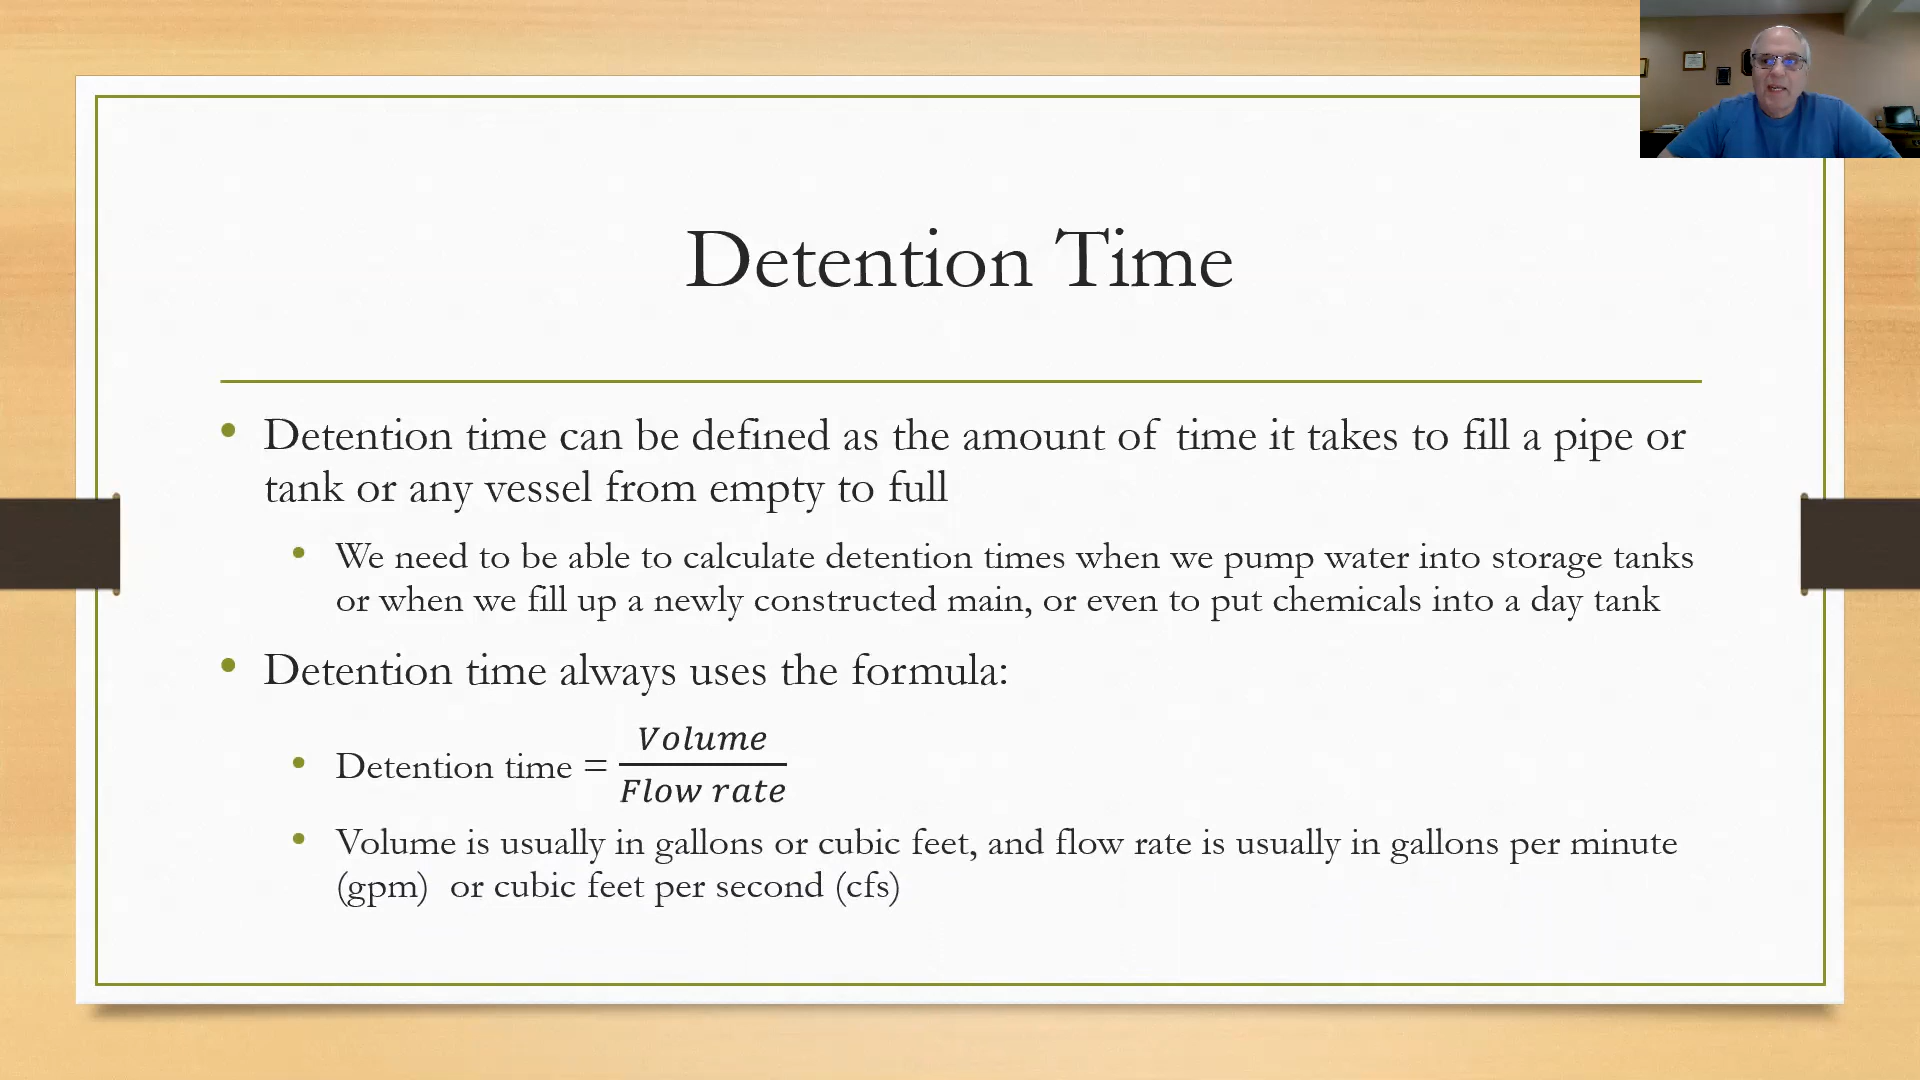 Detention Time
• Detention time can be defined as the amount of time it takes to fill a pipe or
tank or any vessel from empty to full
• We need to be able to calculate detention times when we pump water into storage tanks
or when we fill up a newly constructed main, or even to put chemicals into a day tank
• Detention time always uses the formula:
• Detention time = Volume / Flow rate
• Volume is usually in gallons or cubic feet, and flow rate is usually in gallons per minute
(gpm) or cubic feet per second (cfs)